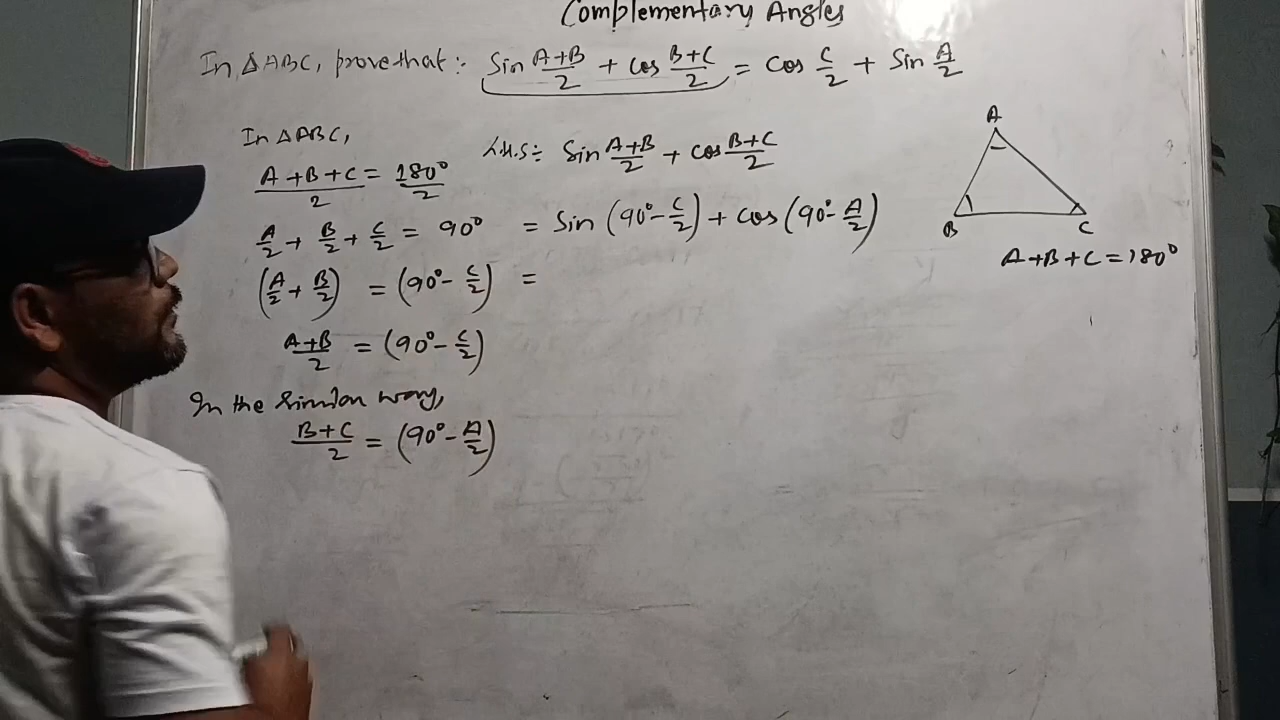 Complementary Angles
In △ABC, prove that :- Sin A+B/2 + cos B+C/2 = cos C/2 + Sin A/2
In △ABC,
A+B+C/2 = 180°/2
A/2 + B/2 + C/2 = 90°
(A/2 + B/2) = (90° - C/2)
A+B/2 = (90° - C/2)
In the similar way,
B+C/2 = (90° - A/2)
L.H.S :- Sin A+B/2 + cos B+C/2
= Sin (90° - C/2) + cos (90° - A/2)
=
A
B C
A+B+C = 180°